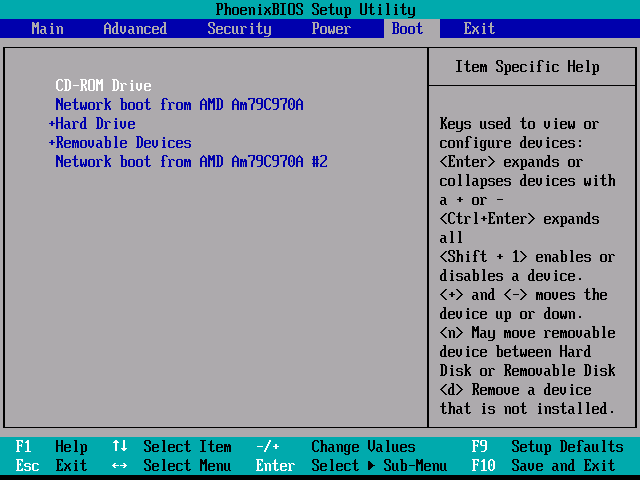 PhoenixBIOS Setup Utility
Main Advanced Security Power Boot Exit
Item Specific Help
CD-ROM Drive
Network boot from AMD Am79C970A
+Hard Drive
+Removable Devices
Network boot from AMD Am79C970A #2
Keys used to view or
configure devices:
<Enter> expands or
collapses devices with
a + or -
<Ctrl+Enter> expands
all
<Shift + 1> enables or
disables a device.
<+> and <-> moves the
device up or down.
<n> May move removable
device between Hard
Disk or Removable Disk
<d> Remove a device
that is not installed.
F1 Help ↑↓ Select Item -/+ Change Values F9 Setup Defaults
Esc Exit ↔ Select Menu Enter Select ▶ Sub-Menu F10 Save and Exit